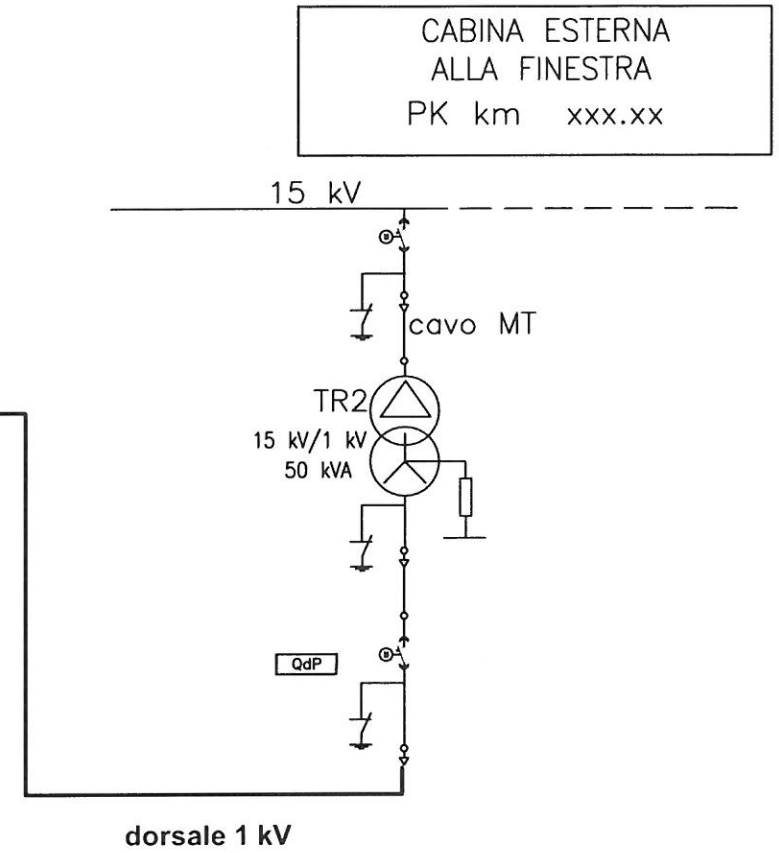 CABINA ESTERNA
ALLA FINESTRA
PK km xxx.xx
15 kV
cavo MT
TR2
15 kV/1 kV
50 kVA
QdP
dorsale 1 kV